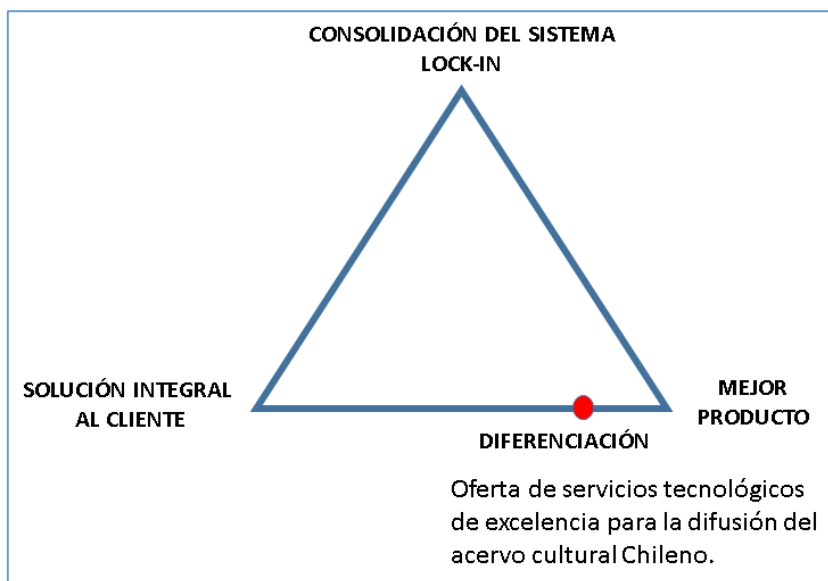 CONSOLIDACIÓN DEL SISTEMA
LOCK-IN
SOLUCIÓN INTEGRAL
AL CLIENTE
MEJOR
PRODUCTO
DIFERENCIACIÓN
Oferta de servicios tecnológicos
de excelencia para la difusión del
acervo cultural Chileno.